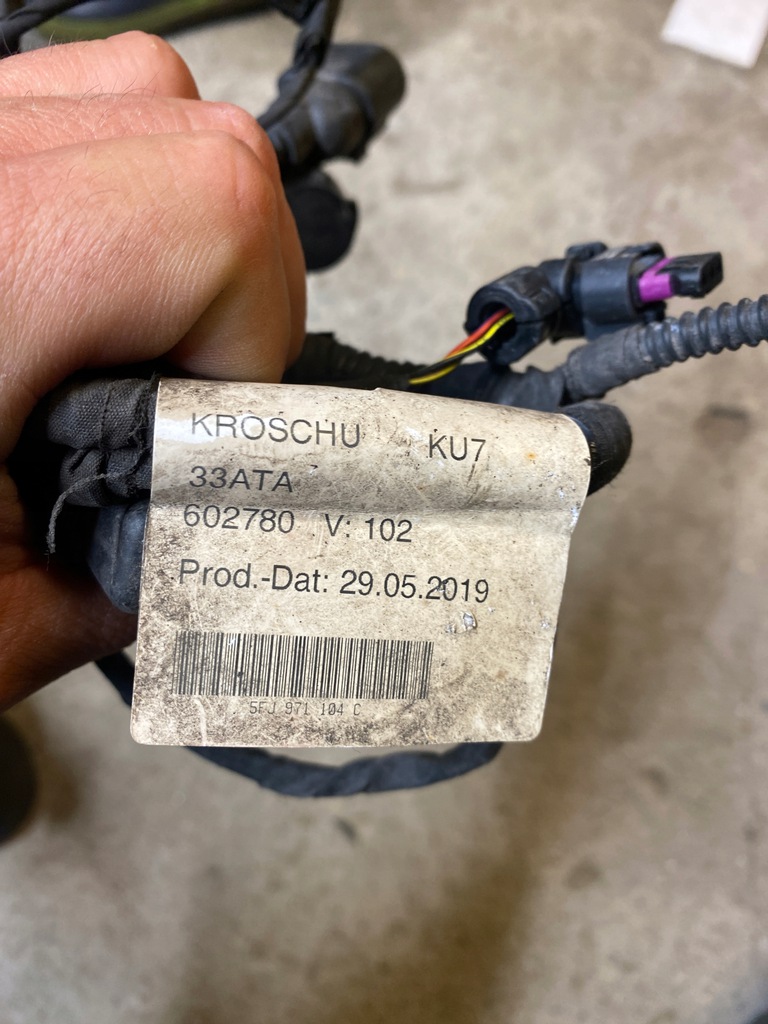 KROSCHU KU7
33ATA
602780 V: 102
Prod.-Dat: 29.05.2019
5FJ 971 104 C